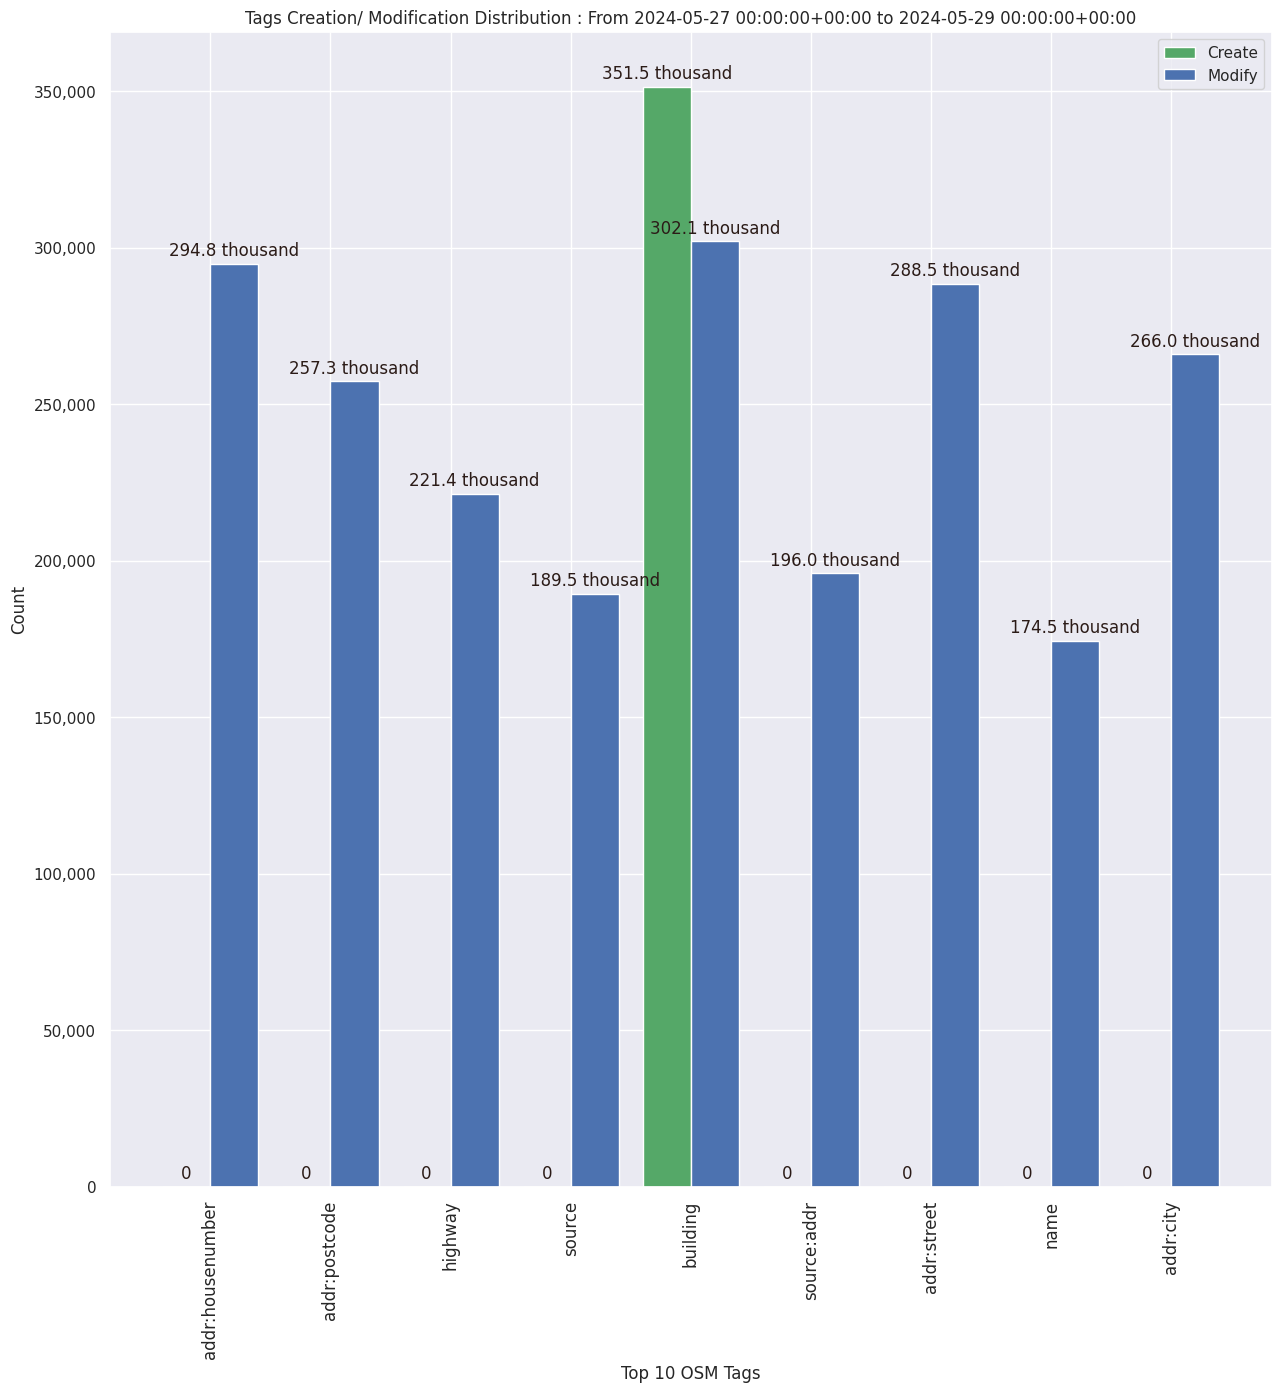 Tags Creation/ Modification Distribution : From 2024-05-27 00:00:00+00:00 to 2024-05-29 00:00:00+00:00
Create
Modify
351.5 thousand
302.1 thousand
294.8 thousand
288.5 thousand
266.0 thousand
257.3 thousand
221.4 thousand
196.0 thousand
189.5 thousand
174.5 thousand
0 0 0 0 0 0 0 0
350,000
300,000
250,000
200,000
150,000
100,000
50,000
0
Count
addr:housenumber
addr:postcode
highway
source
building
source:addr
addr:street
name
addr:city
Top 10 OSM Tags